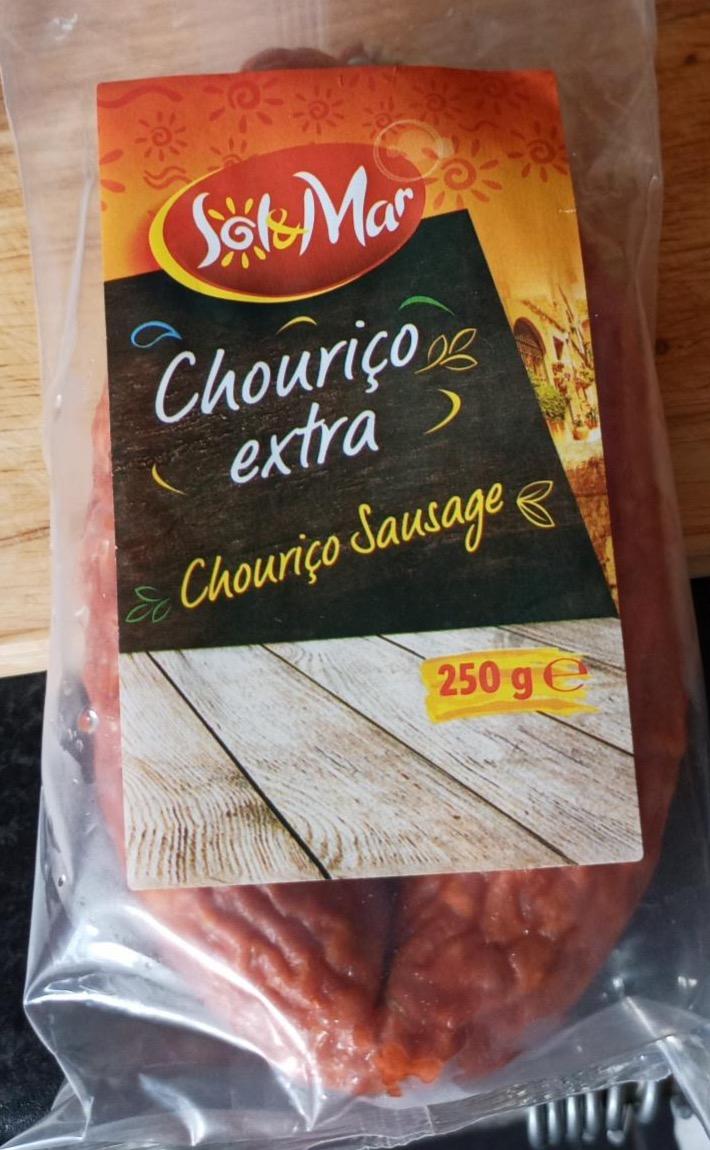 Sol&Mar
Chouriço
extra
Chouriço Sausage
250 g ℮